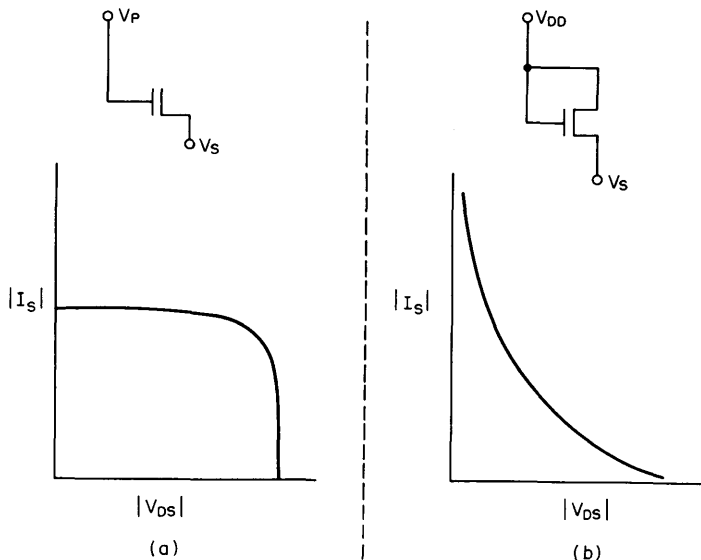 V_P
V_S
|I_S|
|V_DS|
(a)
V_DD
V_S
|I_S|
|V_DS|
(b)